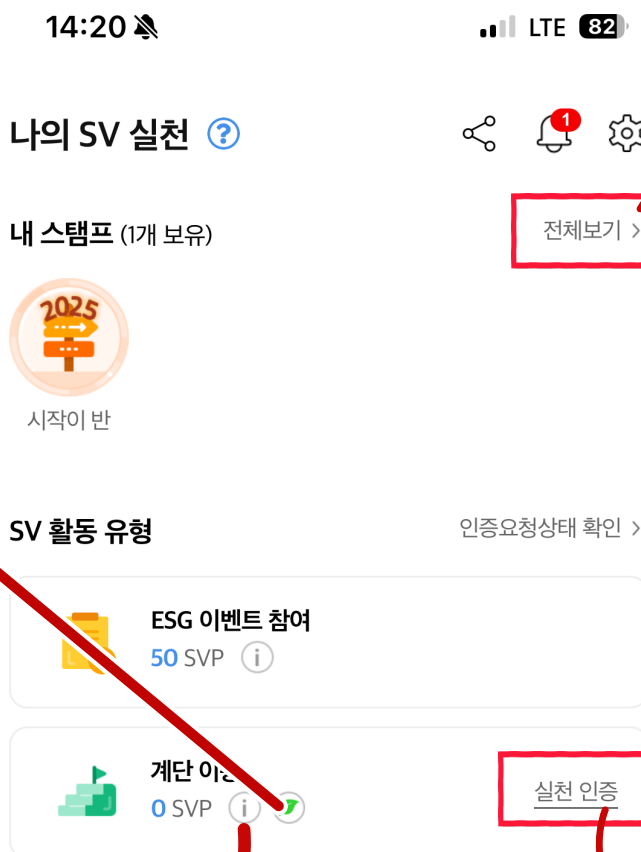 14:20 LTE 82
나의 SV 실천 ?
1
내 스탬프 (1개 보유) 전체보기 >
2025
시작이 반
SV 활동 유형 인증요청상태 확인 >
ESG 이벤트 참여
50 SVP i
계단
0 SVP i
실천 인증